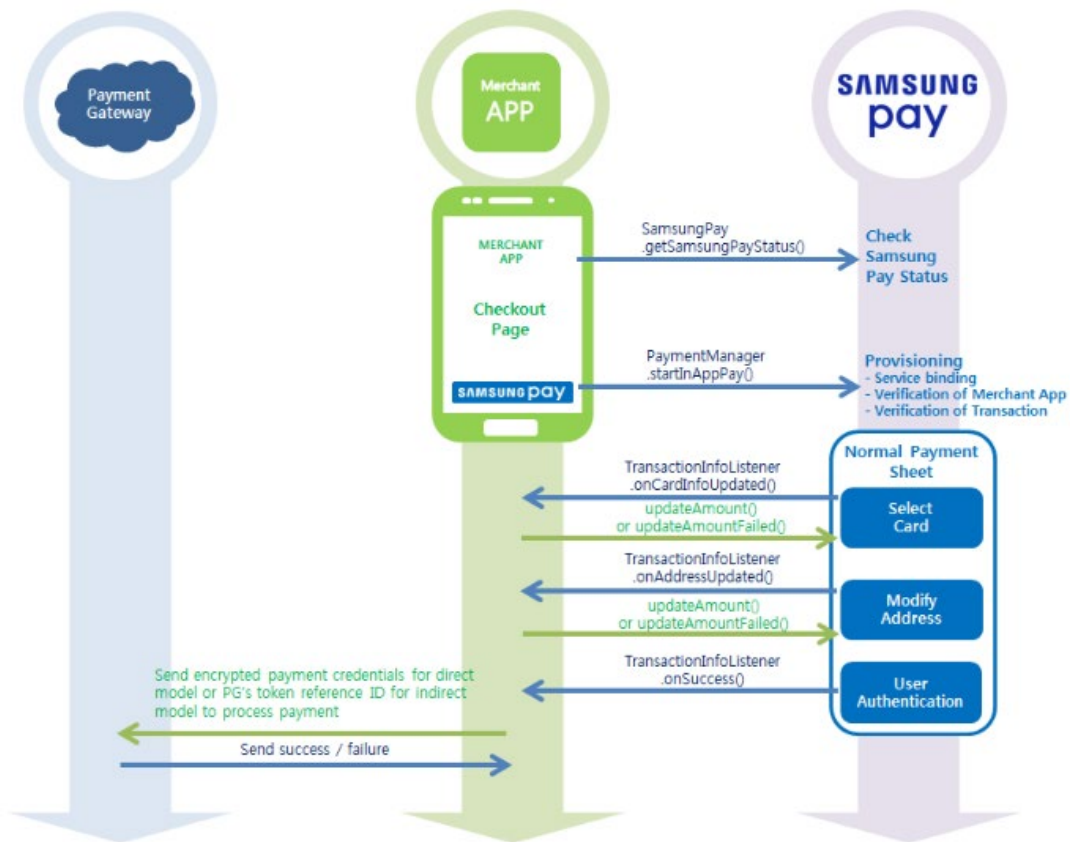 Payment
Gateway
Merchant
APP
SAMSUNG
pay
MERCHANT
APP
Checkout
Page
SAMSUNG pay
SamsungPay
.getSamsungPayStatus()
Check
Samsung
Pay Status
PaymentManager
.startInAppPay()
Provisioning
- Service binding
- Verification of Merchant App
- Verification of Transaction
Normal Payment
Sheet
TransactionInfoListener
.onCardInfoUpdated()
updateAmount()
or updateAmountFailed()
Select
Card
TransactionInfoListener
.onAddressUpdated()
updateAmount()
or updateAmountFailed()
Modify
Address
TransactionInfoListener
.onSuccess()
User
Authentication
Send encrypted payment credentials for direct
model or PG's token reference ID for indirect
model to process payment
Send success / failure